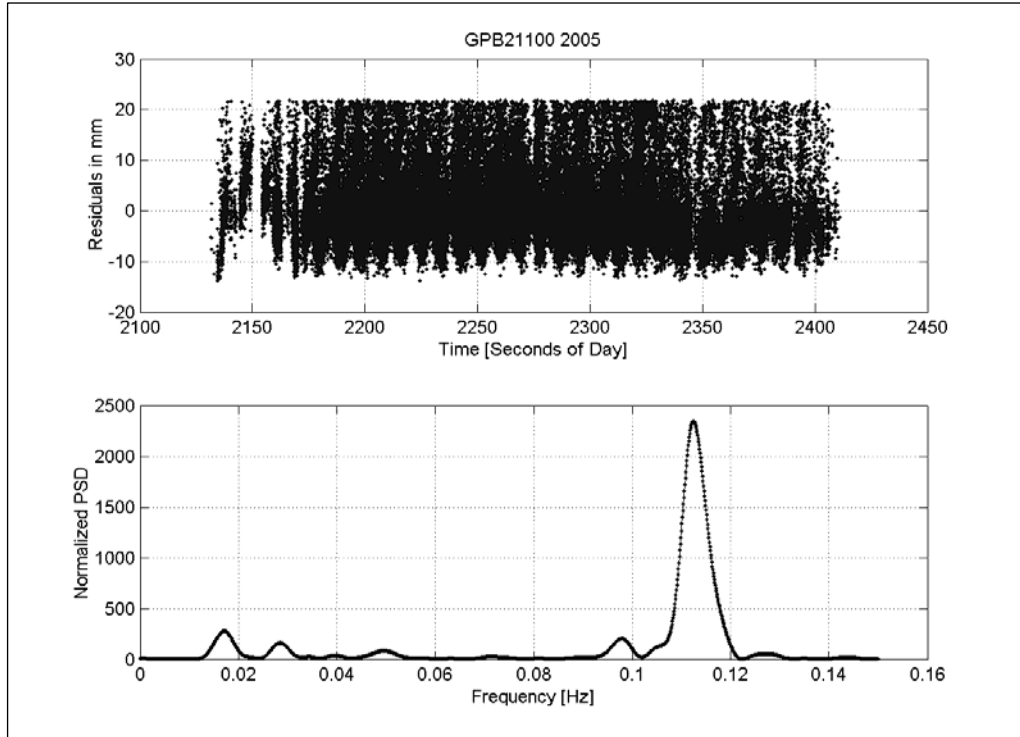 GPB21100 2005
30
20
10
0
-10
-20
Residuals in mm
2100 2150 2200 2250 2300 2350 2400 2450
Time [Seconds of Day]
2500
2000
1500
1000
500
0
Normalized PSD
0 0.02 0.04 0.06 0.08 0.1 0.12 0.14 0.16
Frequency [Hz]